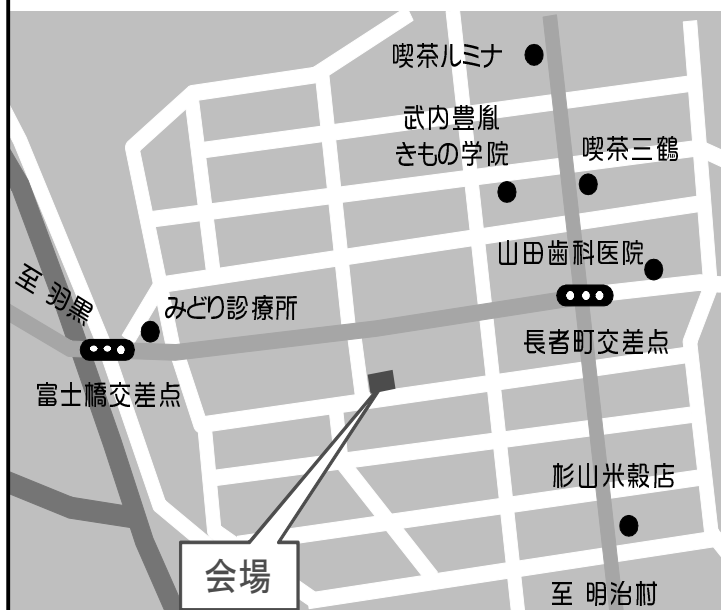 喫茶ルミナ
武内豊胤
きもの学院
喫茶三鶴
山田歯科医院
至 羽黒
みどり診療所
長者町交差点
富士橋交差点
杉山米穀店
会場
至 明治村